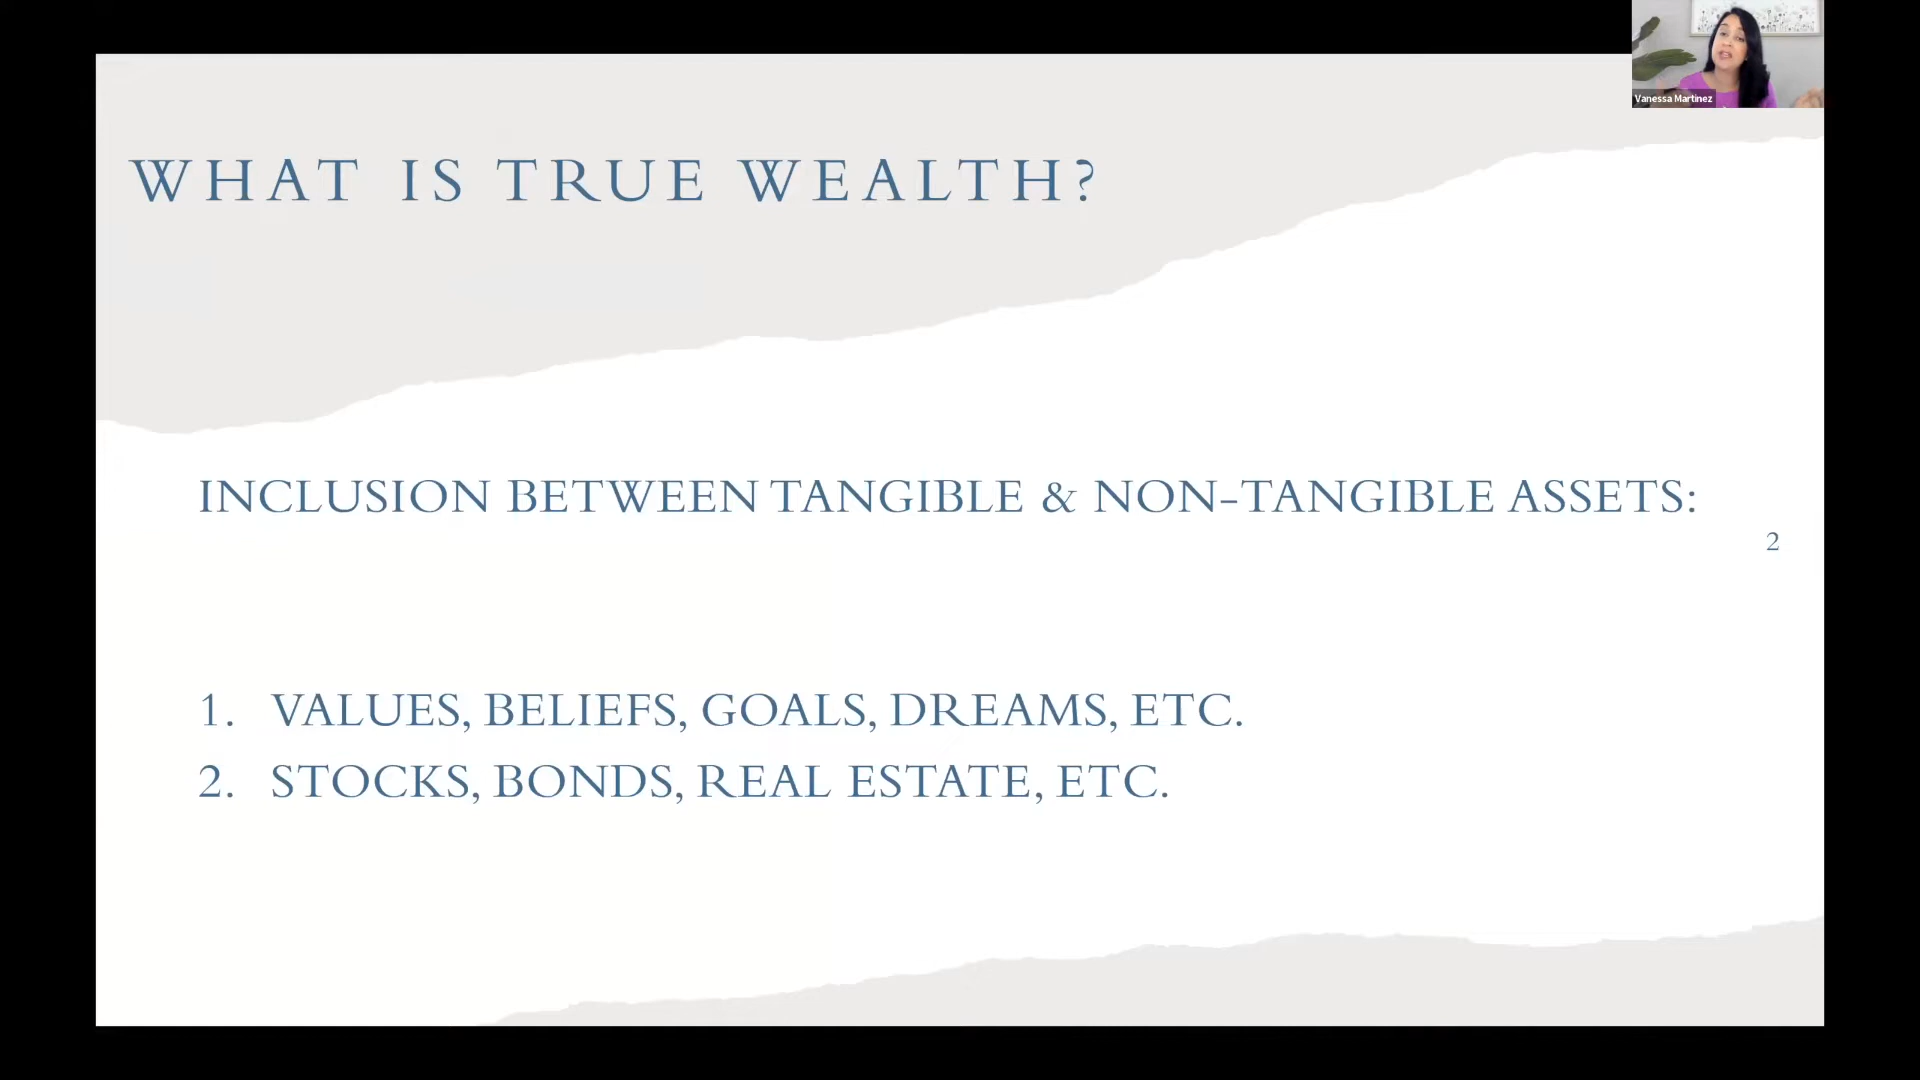 Vanessa Martinez
WHAT IS TRUE WEALTH?
INCLUSION BETWEEN TANGIBLE & NON-TANGIBLE ASSETS:
2
1. VALUES, BELIEFS, GOALS, DREAMS, ETC.
2. STOCKS, BONDS, REAL ESTATE, ETC.